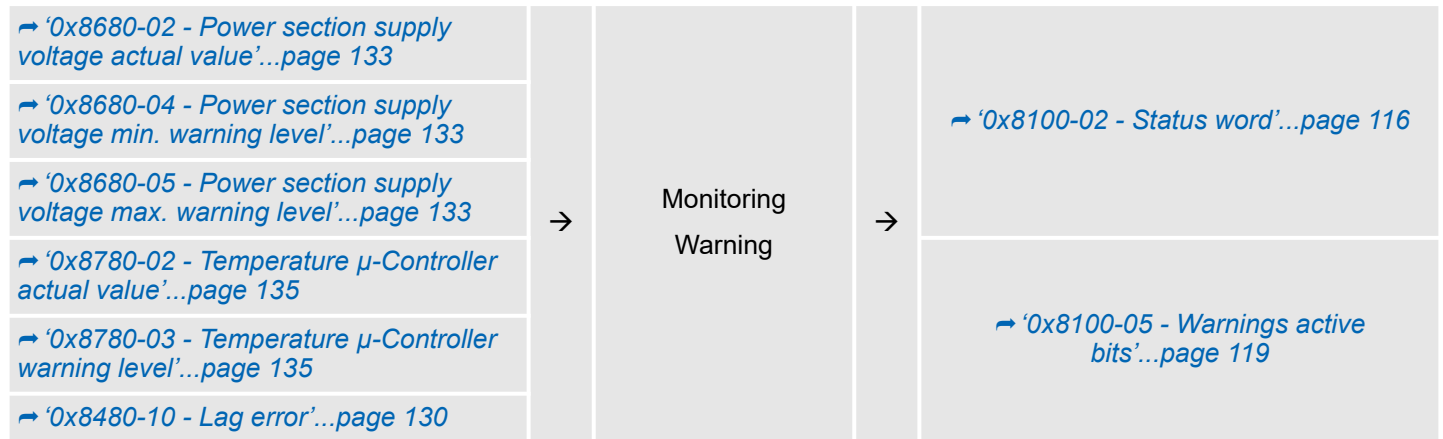 ➦ '0x8680-02 - Power section supply
voltage actual value'...page 133
➦ '0x8680-04 - Power section supply
voltage min. warning level'...page 133
➦ '0x8680-05 - Power section supply
voltage max. warning level'...page 133
➦ '0x8780-02 - Temperature µ-Controller
actual value'...page 135
➦ '0x8780-03 - Temperature µ-Controller
warning level'...page 135
➦ '0x8480-10 - Lag error'...page 130
→
Monitoring
Warning
→
➦ '0x8100-02 - Status word'...page 116
➦ '0x8100-05 - Warnings active
bits'...page 119